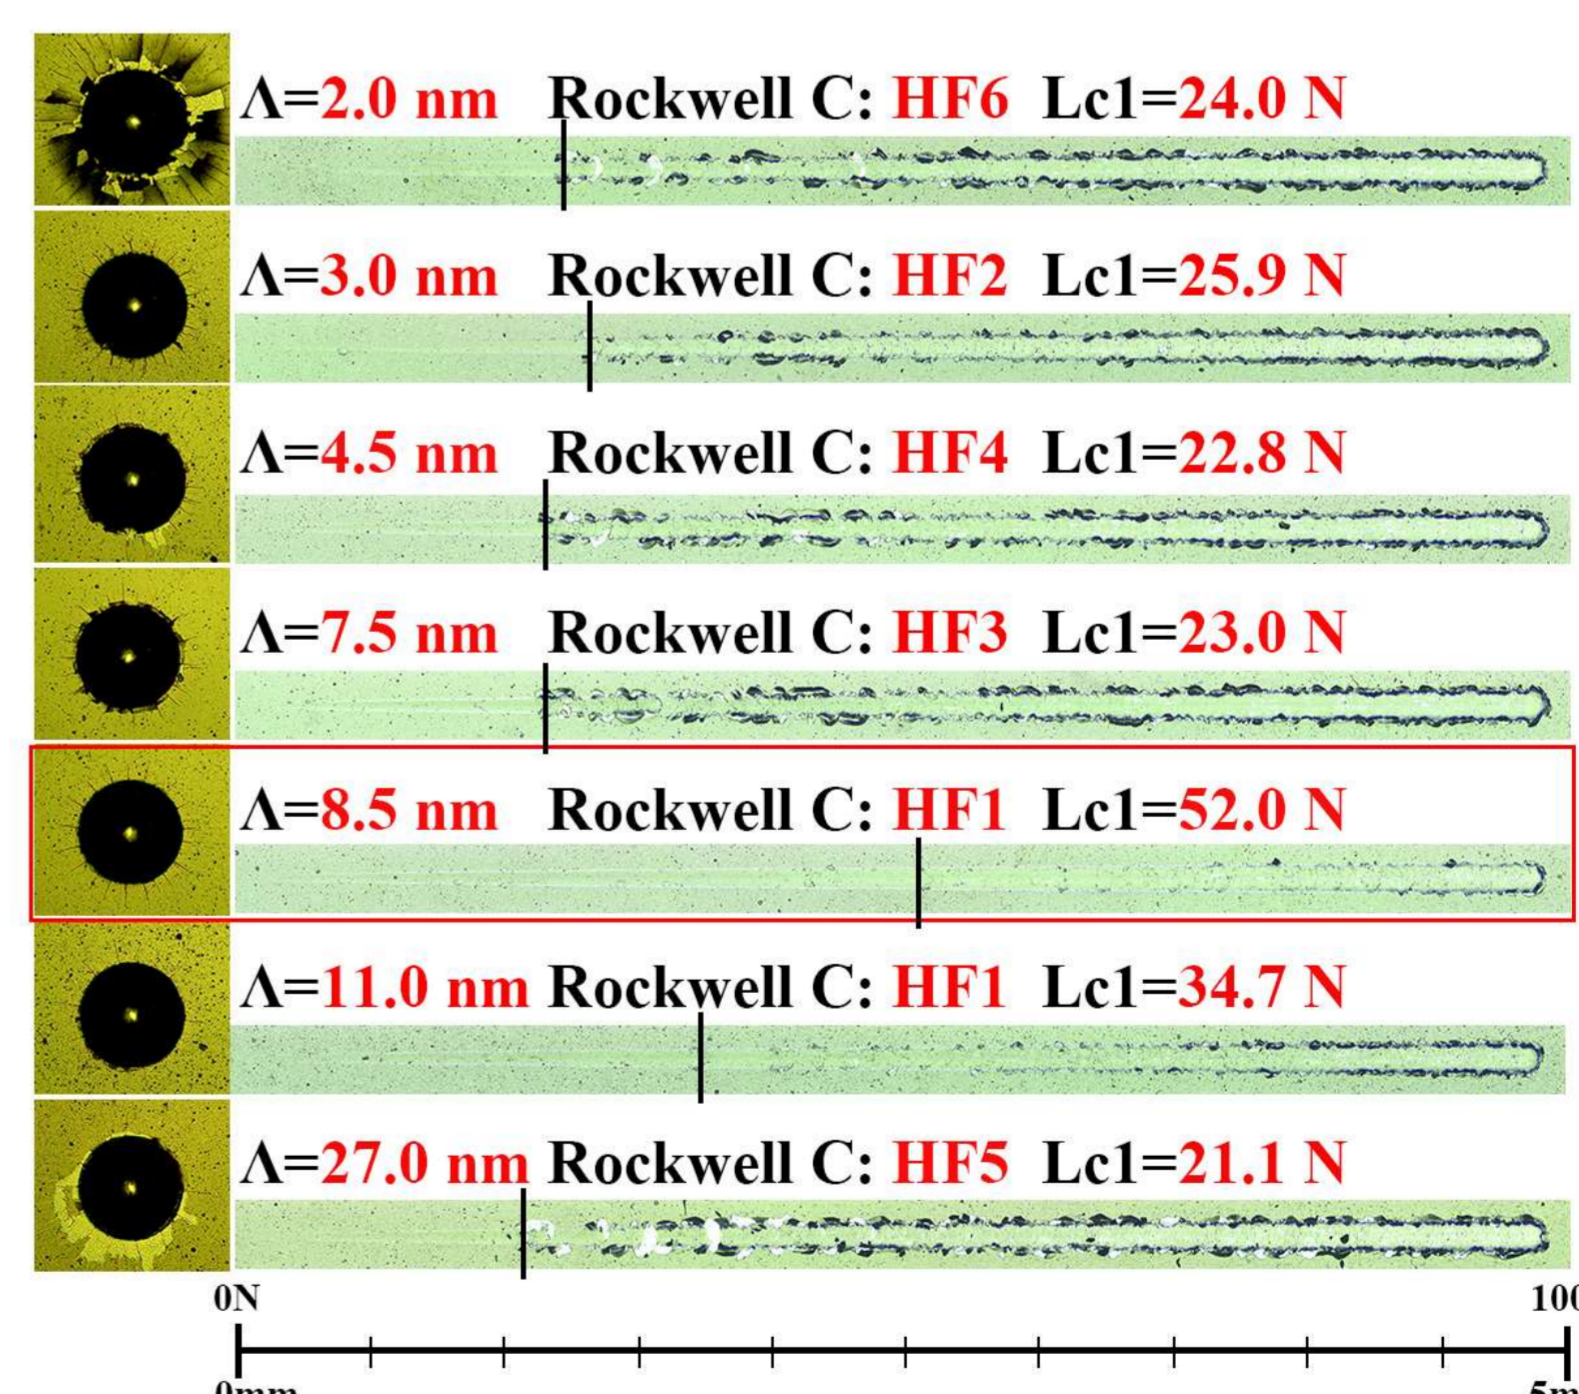 Λ=2.0 nm Rockwell C: HF6 Lc1=24.0 N
Λ=3.0 nm Rockwell C: HF2 Lc1=25.9 N
Λ=4.5 nm Rockwell C: HF4 Lc1=22.8 N
Λ=7.5 nm Rockwell C: HF3 Lc1=23.0 N
Λ=8.5 nm Rockwell C: HF1 Lc1=52.0 N
Λ=11.0 nm Rockwell C: HF1 Lc1=34.7 N
Λ=27.0 nm Rockwell C: HF5 Lc1=21.1 N
0N 100
0mm 5m